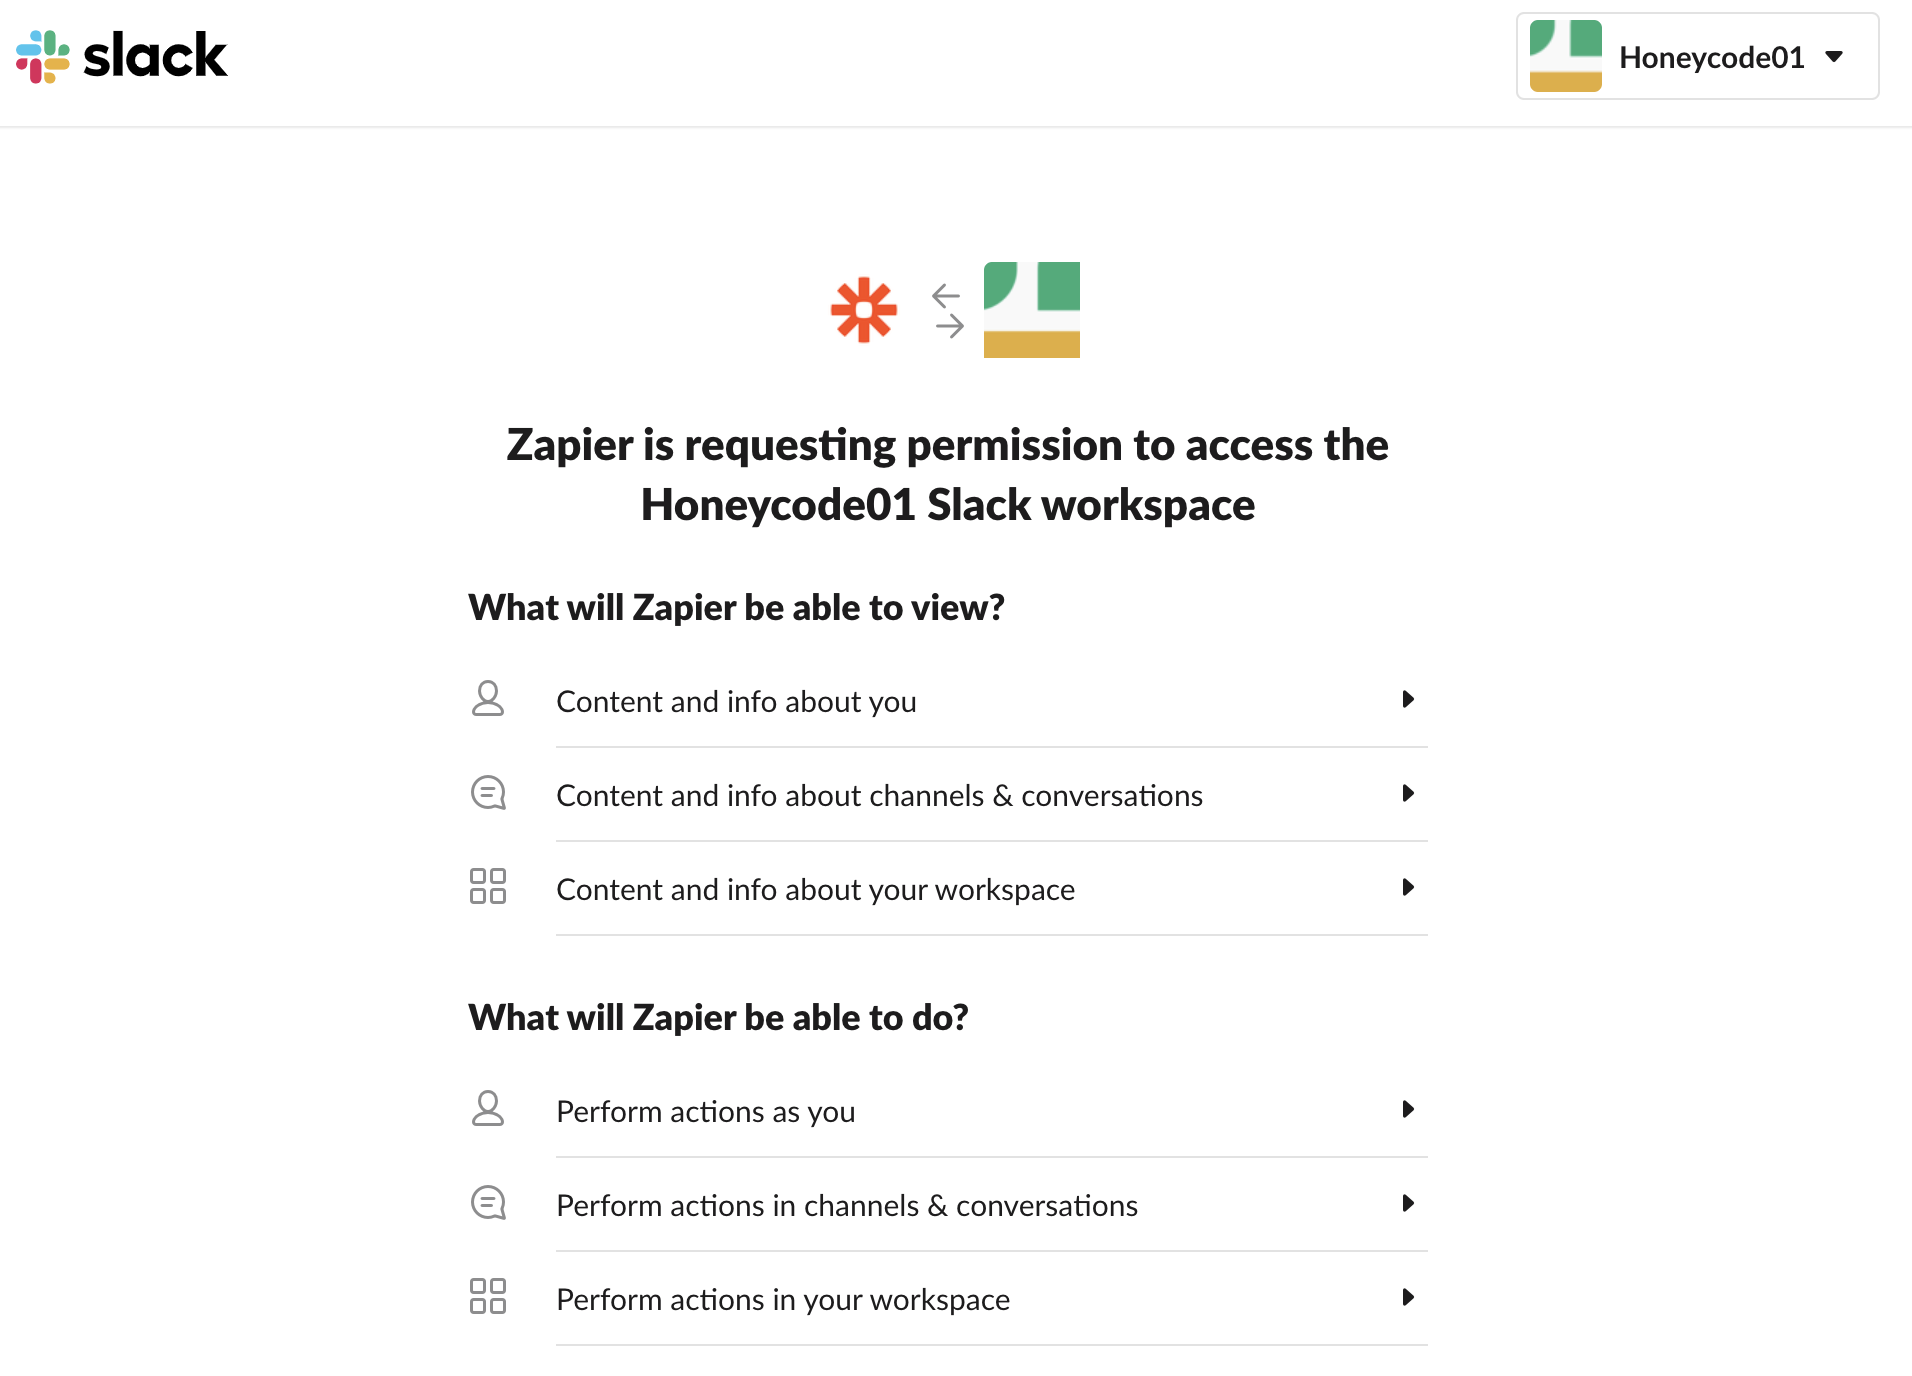 slack
Honeycode01
Zapier is requesting permission to access the
Honeycode01 Slack workspace
What will Zapier be able to view?
Content and info about you
Content and info about channels & conversations
Content and info about your workspace
What will Zapier be able to do?
Perform actions as you
Perform actions in channels & conversations
Perform actions in your workspace